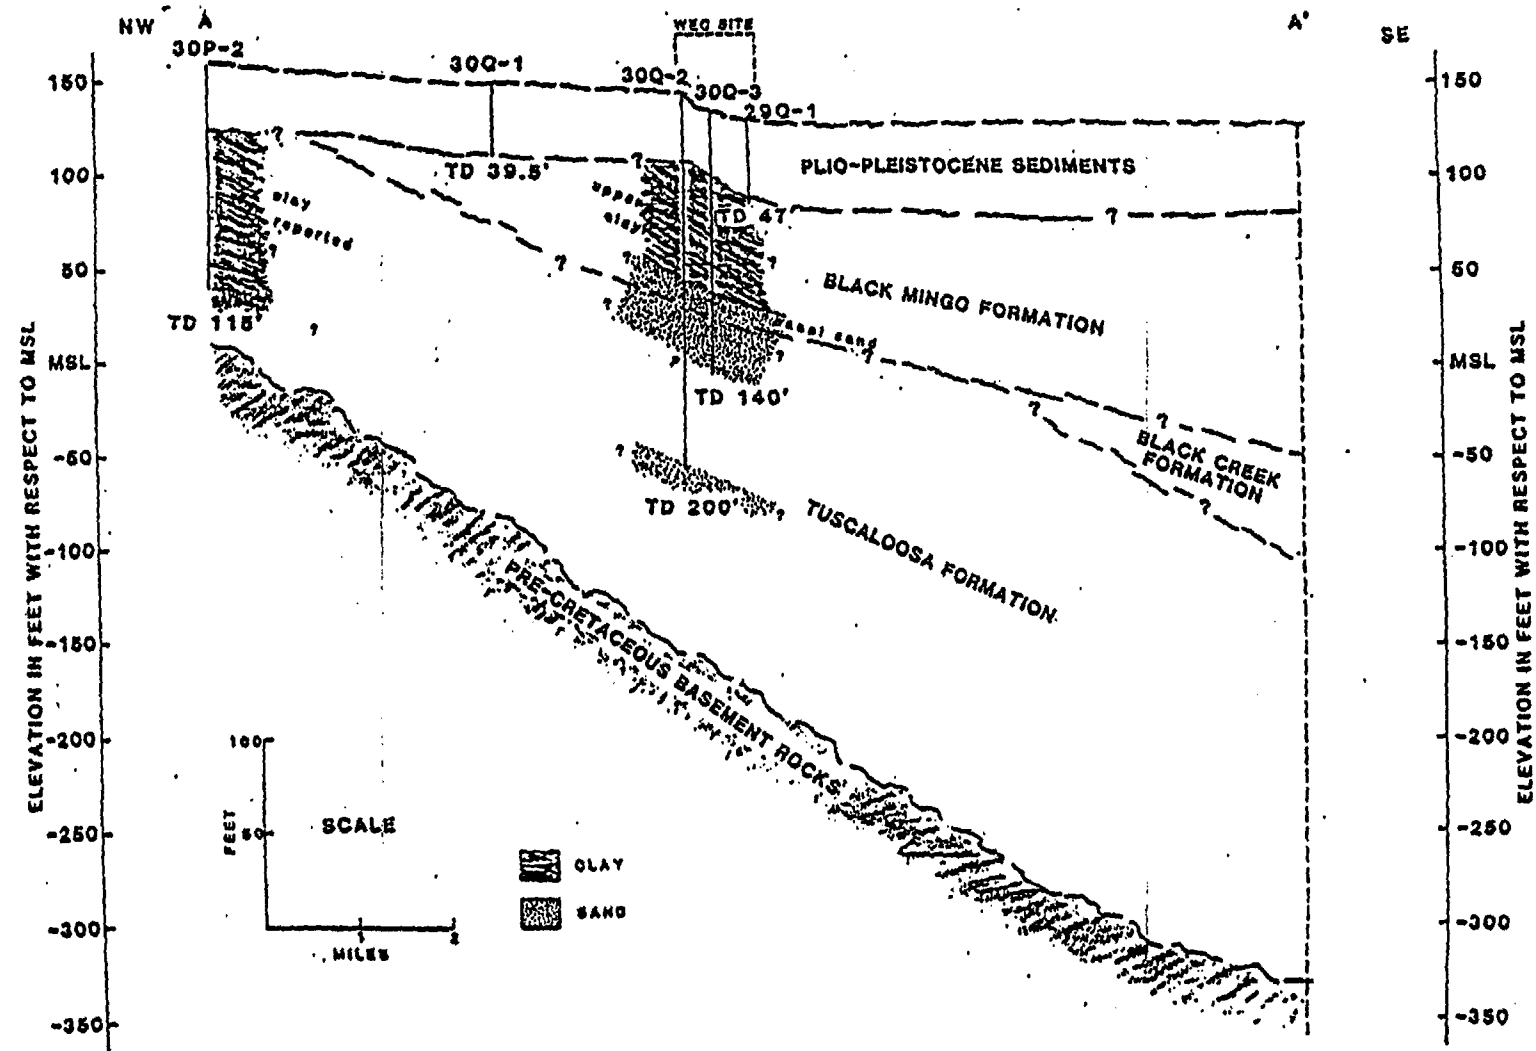 NW
A
WEG SITE
A'
SE
30P-2
30Q-1
30Q-2
30Q-3
29Q-1
150
100
50
MSL
-50
-100
-150
-200
-250
-300
-350
ELEVATION IN FEET WITH RESPECT TO MSL
150
100
50
MSL
-50
-100
-150
-200
-250
-300
-350
ELEVATION IN FEET WITH RESPECT TO MSL
?
TD 39.5'
?
PLIO-PLEISTOCENE SEDIMENTS
clay
reported
?
upper
clay
TD 47'
?
?
?
?
?
BLACK MINGO FORMATION
TD 115'
?
?
basal sand
?
?
?
TD 140'
?
?
BLACK CREEK
FORMATION
?
?
TD 200'
?
TUSCALOOSA FORMATION
PRE-CRETACEOUS BASEMENT ROCKS
100
50
FEET
SCALE
1
2
MILES
CLAY
SAND